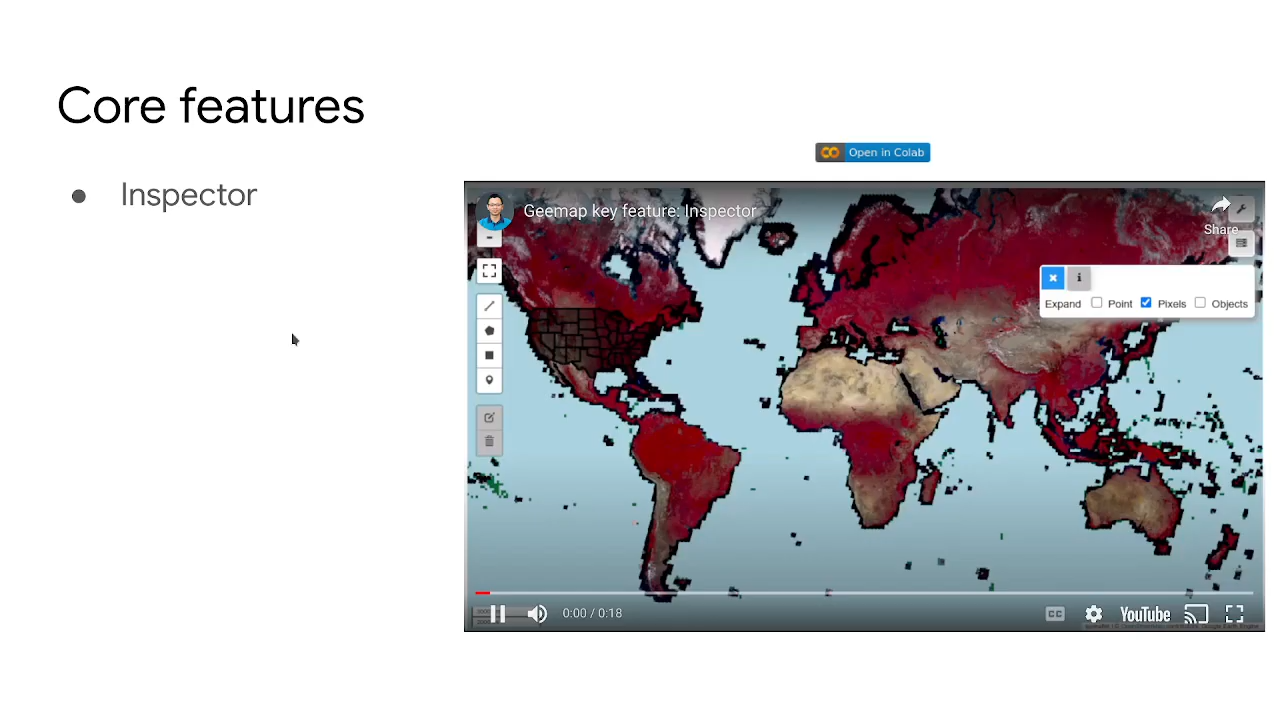 Core features
Open in Colab
● Inspector
Geemap key feature: Inspector
Share
Expand Point Pixels Objects
0:00 / 0:18
CC
YouTube